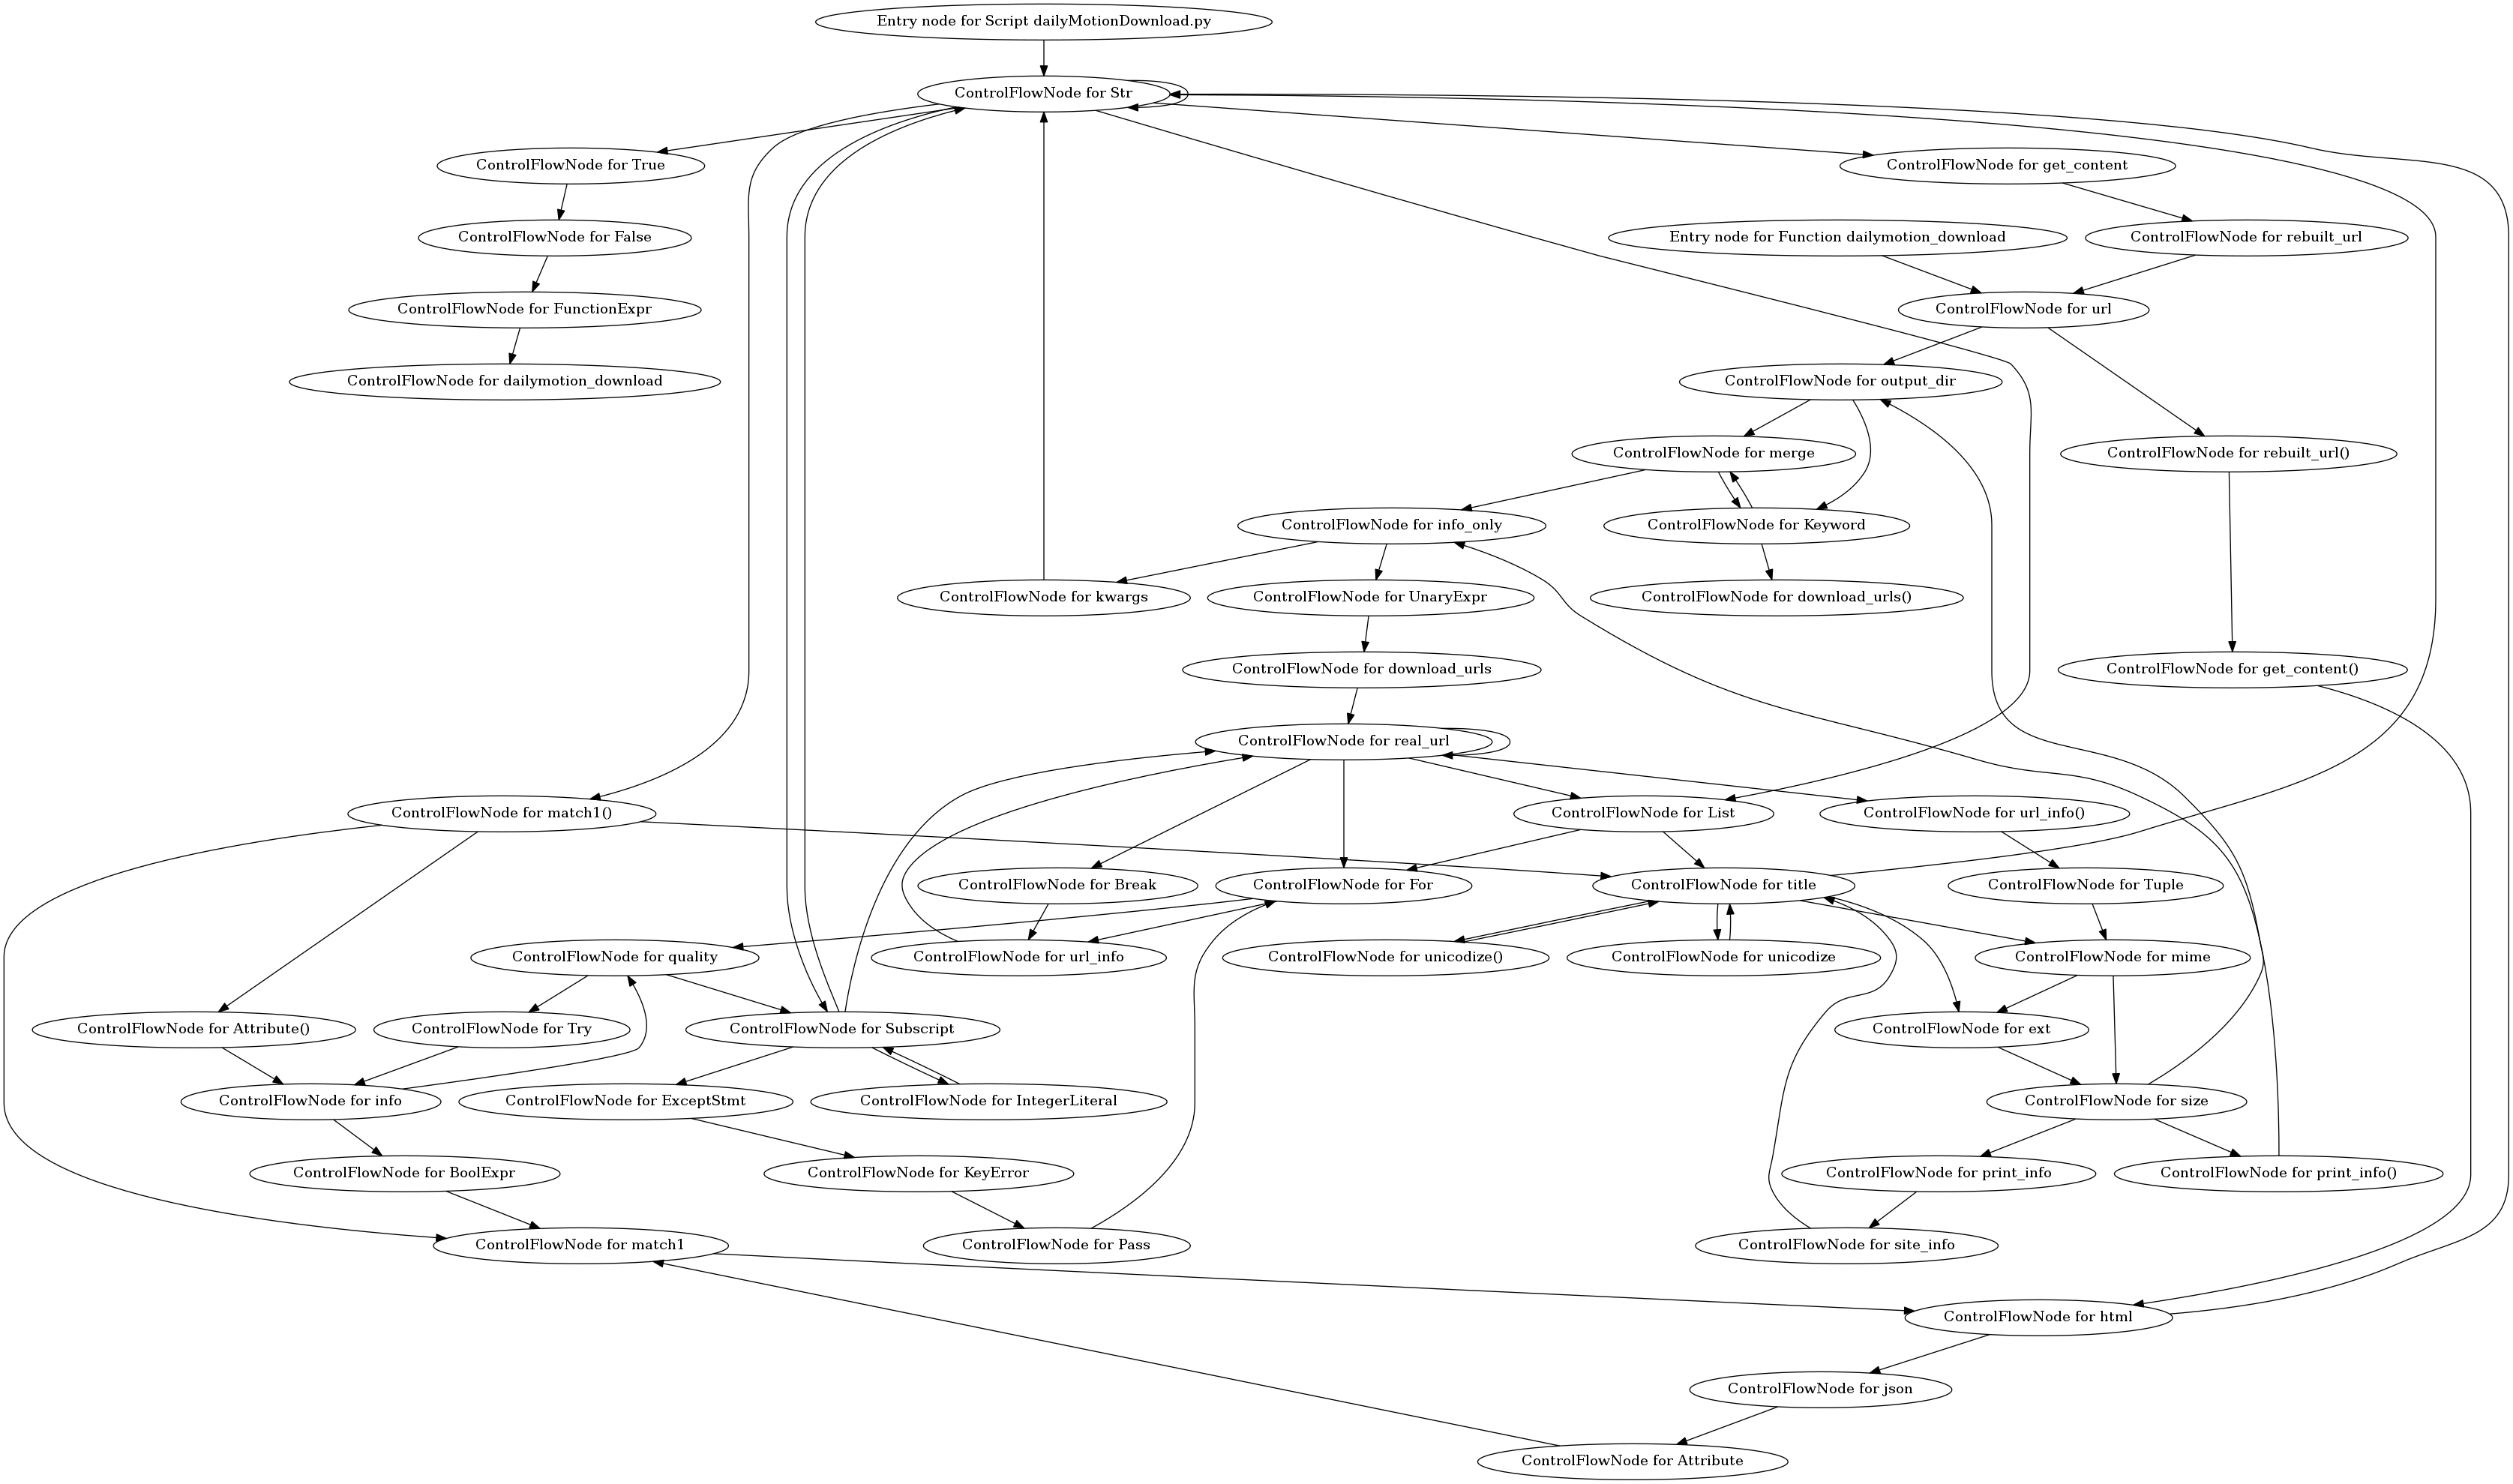 Entry node for Script dailyMotionDownload.py
ControlFlowNode for Str
ControlFlowNode for True
ControlFlowNode for get_content
ControlFlowNode for False
Entry node for Function dailymotion_download
ControlFlowNode for rebuilt_url
ControlFlowNode for FunctionExpr
ControlFlowNode for url
ControlFlowNode for dailymotion_download
ControlFlowNode for output_dir
ControlFlowNode for merge
ControlFlowNode for rebuilt_url()
ControlFlowNode for info_only
ControlFlowNode for Keyword
ControlFlowNode for kwargs
ControlFlowNode for UnaryExpr
ControlFlowNode for download_urls()
ControlFlowNode for download_urls
ControlFlowNode for get_content()
ControlFlowNode for real_url
ControlFlowNode for match1()
ControlFlowNode for List
ControlFlowNode for url_info()
ControlFlowNode for Break
ControlFlowNode for For
ControlFlowNode for title
ControlFlowNode for Tuple
ControlFlowNode for quality
ControlFlowNode for url_info
ControlFlowNode for unicodize()
ControlFlowNode for unicodize
ControlFlowNode for mime
ControlFlowNode for Attribute()
ControlFlowNode for Try
ControlFlowNode for Subscript
ControlFlowNode for ext
ControlFlowNode for info
ControlFlowNode for ExceptStmt
ControlFlowNode for IntegerLiteral
ControlFlowNode for size
ControlFlowNode for BoolExpr
ControlFlowNode for KeyError
ControlFlowNode for print_info
ControlFlowNode for print_info()
ControlFlowNode for match1
ControlFlowNode for Pass
ControlFlowNode for site_info
ControlFlowNode for html
ControlFlowNode for json
ControlFlowNode for Attribute